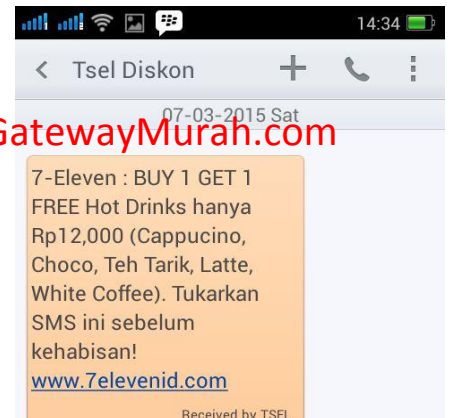 14:34
Tsel Diskon
07-03-2015 Sat
GatewayMurah.com
7-Eleven : BUY 1 GET 1
FREE Hot Drinks hanya
Rp12,000 (Cappucino,
Choco, Teh Tarik, Latte,
White Coffee). Tukarkan
SMS ini sebelum
kehabisan!
www.7elevenid.com
Received by TSEL